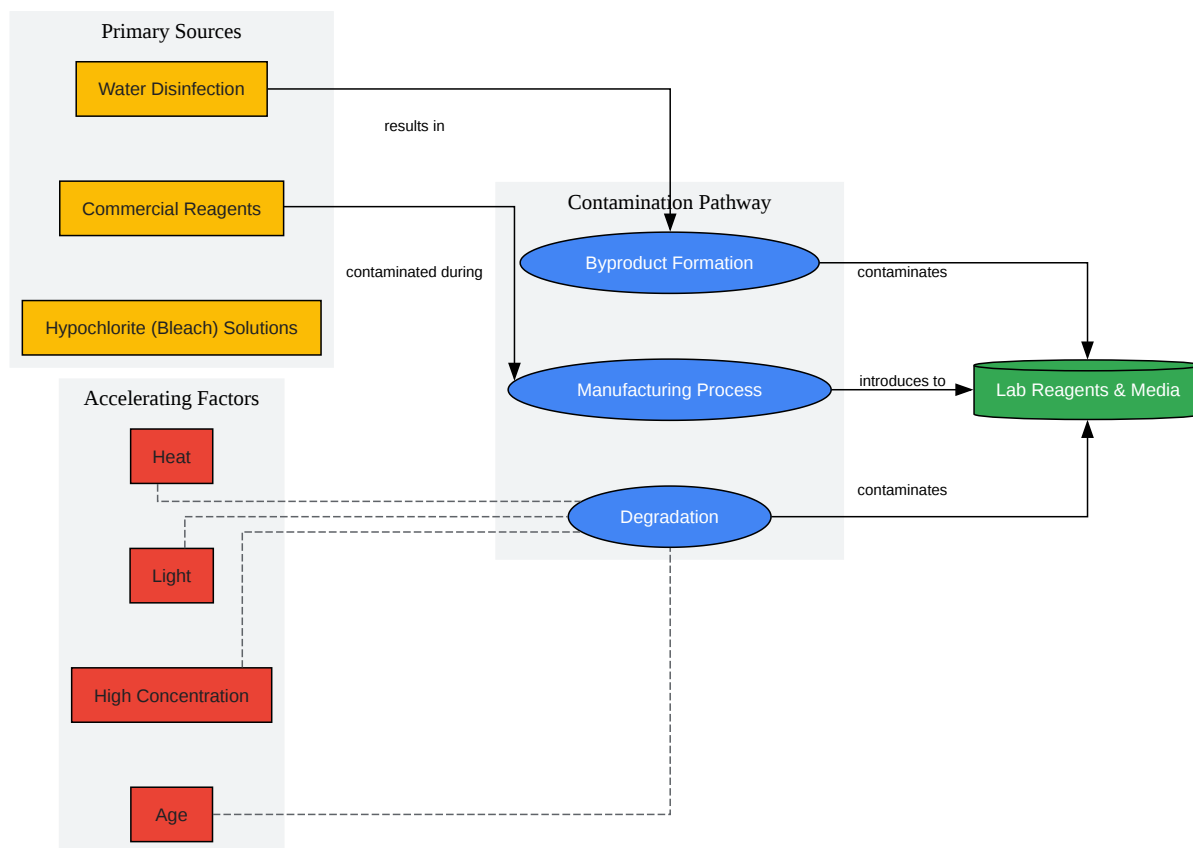 Primary Sources
Water Disinfection
results in
Commercial Reagents
Contamination Pathway
Byproduct Formation
contaminated during
contaminates
Hypochlorite (Bleach) Solutions
Manufacturing Process
introduces to
Lab Reagents & Media
Accelerating Factors
Heat
contaminates
Degradation
Light
High Concentration
Age